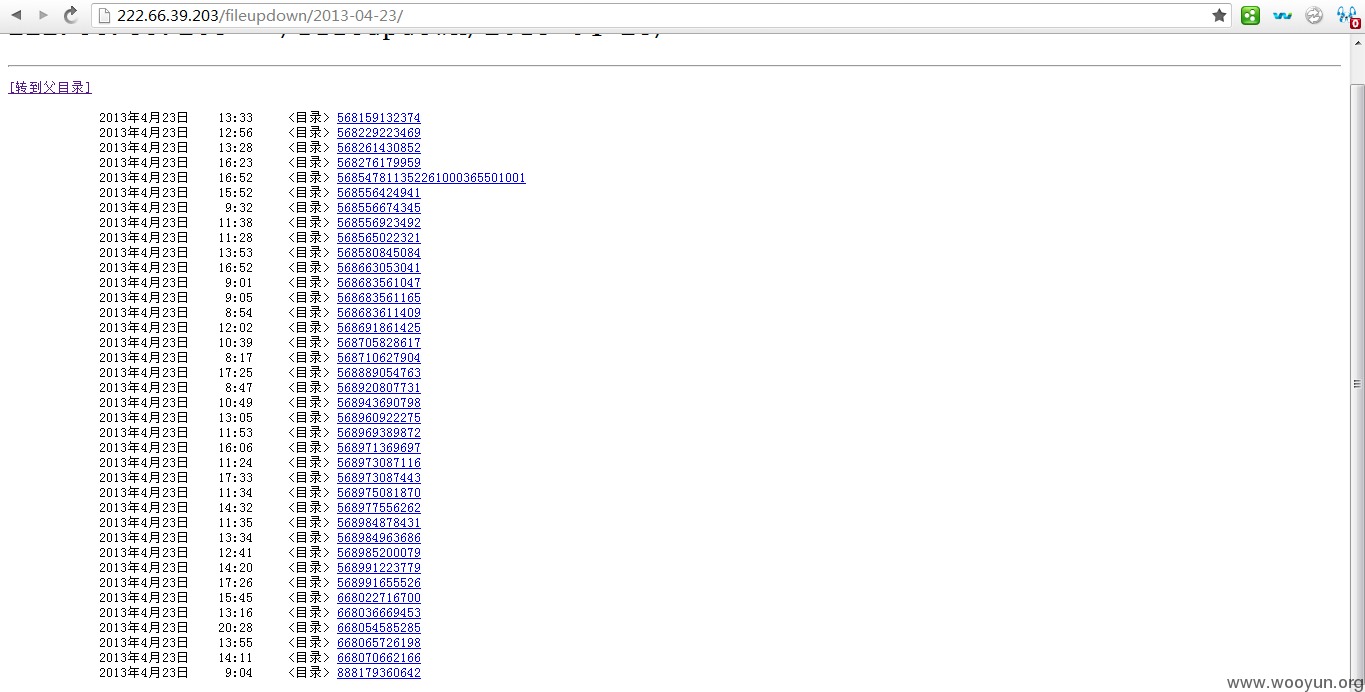 222.66.39.203/fileupdown/2013-04-23/
0
[转到父目录]
2013年4月23日 13:33 <目录> 568159132374
2013年4月23日 12:56 <目录> 568229223469
2013年4月23日 13:28 <目录> 568261430852
2013年4月23日 16:23 <目录> 568276179959
2013年4月23日 16:52 <目录> 568547811352261000365501001
2013年4月23日 15:52 <目录> 568556424941
2013年4月23日 9:32 <目录> 568556674345
2013年4月23日 11:38 <目录> 568556923492
2013年4月23日 11:28 <目录> 568565022321
2013年4月23日 13:53 <目录> 568580845084
2013年4月23日 16:52 <目录> 568663053041
2013年4月23日 9:01 <目录> 568683561047
2013年4月23日 9:05 <目录> 568683561165
2013年4月23日 8:54 <目录> 568683611409
2013年4月23日 12:02 <目录> 568691861425
2013年4月23日 10:39 <目录> 568705828617
2013年4月23日 8:17 <目录> 568710627904
2013年4月23日 17:25 <目录> 568889054763
2013年4月23日 8:47 <目录> 568920807731
2013年4月23日 10:49 <目录> 568943690798
2013年4月23日 13:05 <目录> 568960922275
2013年4月23日 11:53 <目录> 568969389872
2013年4月23日 16:06 <目录> 568971369697
2013年4月23日 11:24 <目录> 568973087116
2013年4月23日 17:33 <目录> 568973087443
2013年4月23日 11:34 <目录> 568975081870
2013年4月23日 14:32 <目录> 568977556262
2013年4月23日 11:35 <目录> 568984878431
2013年4月23日 13:34 <目录> 568984963686
2013年4月23日 12:41 <目录> 568985200079
2013年4月23日 14:20 <目录> 568991223779
2013年4月23日 17:26 <目录> 568991655526
2013年4月23日 15:45 <目录> 668022716700
2013年4月23日 13:16 <目录> 668036669453
2013年4月23日 20:28 <目录> 668054585285
2013年4月23日 13:55 <目录> 668065726198
2013年4月23日 14:11 <目录> 668070662166
2013年4月23日 9:04 <目录> 888179360642
www.wooyun.org